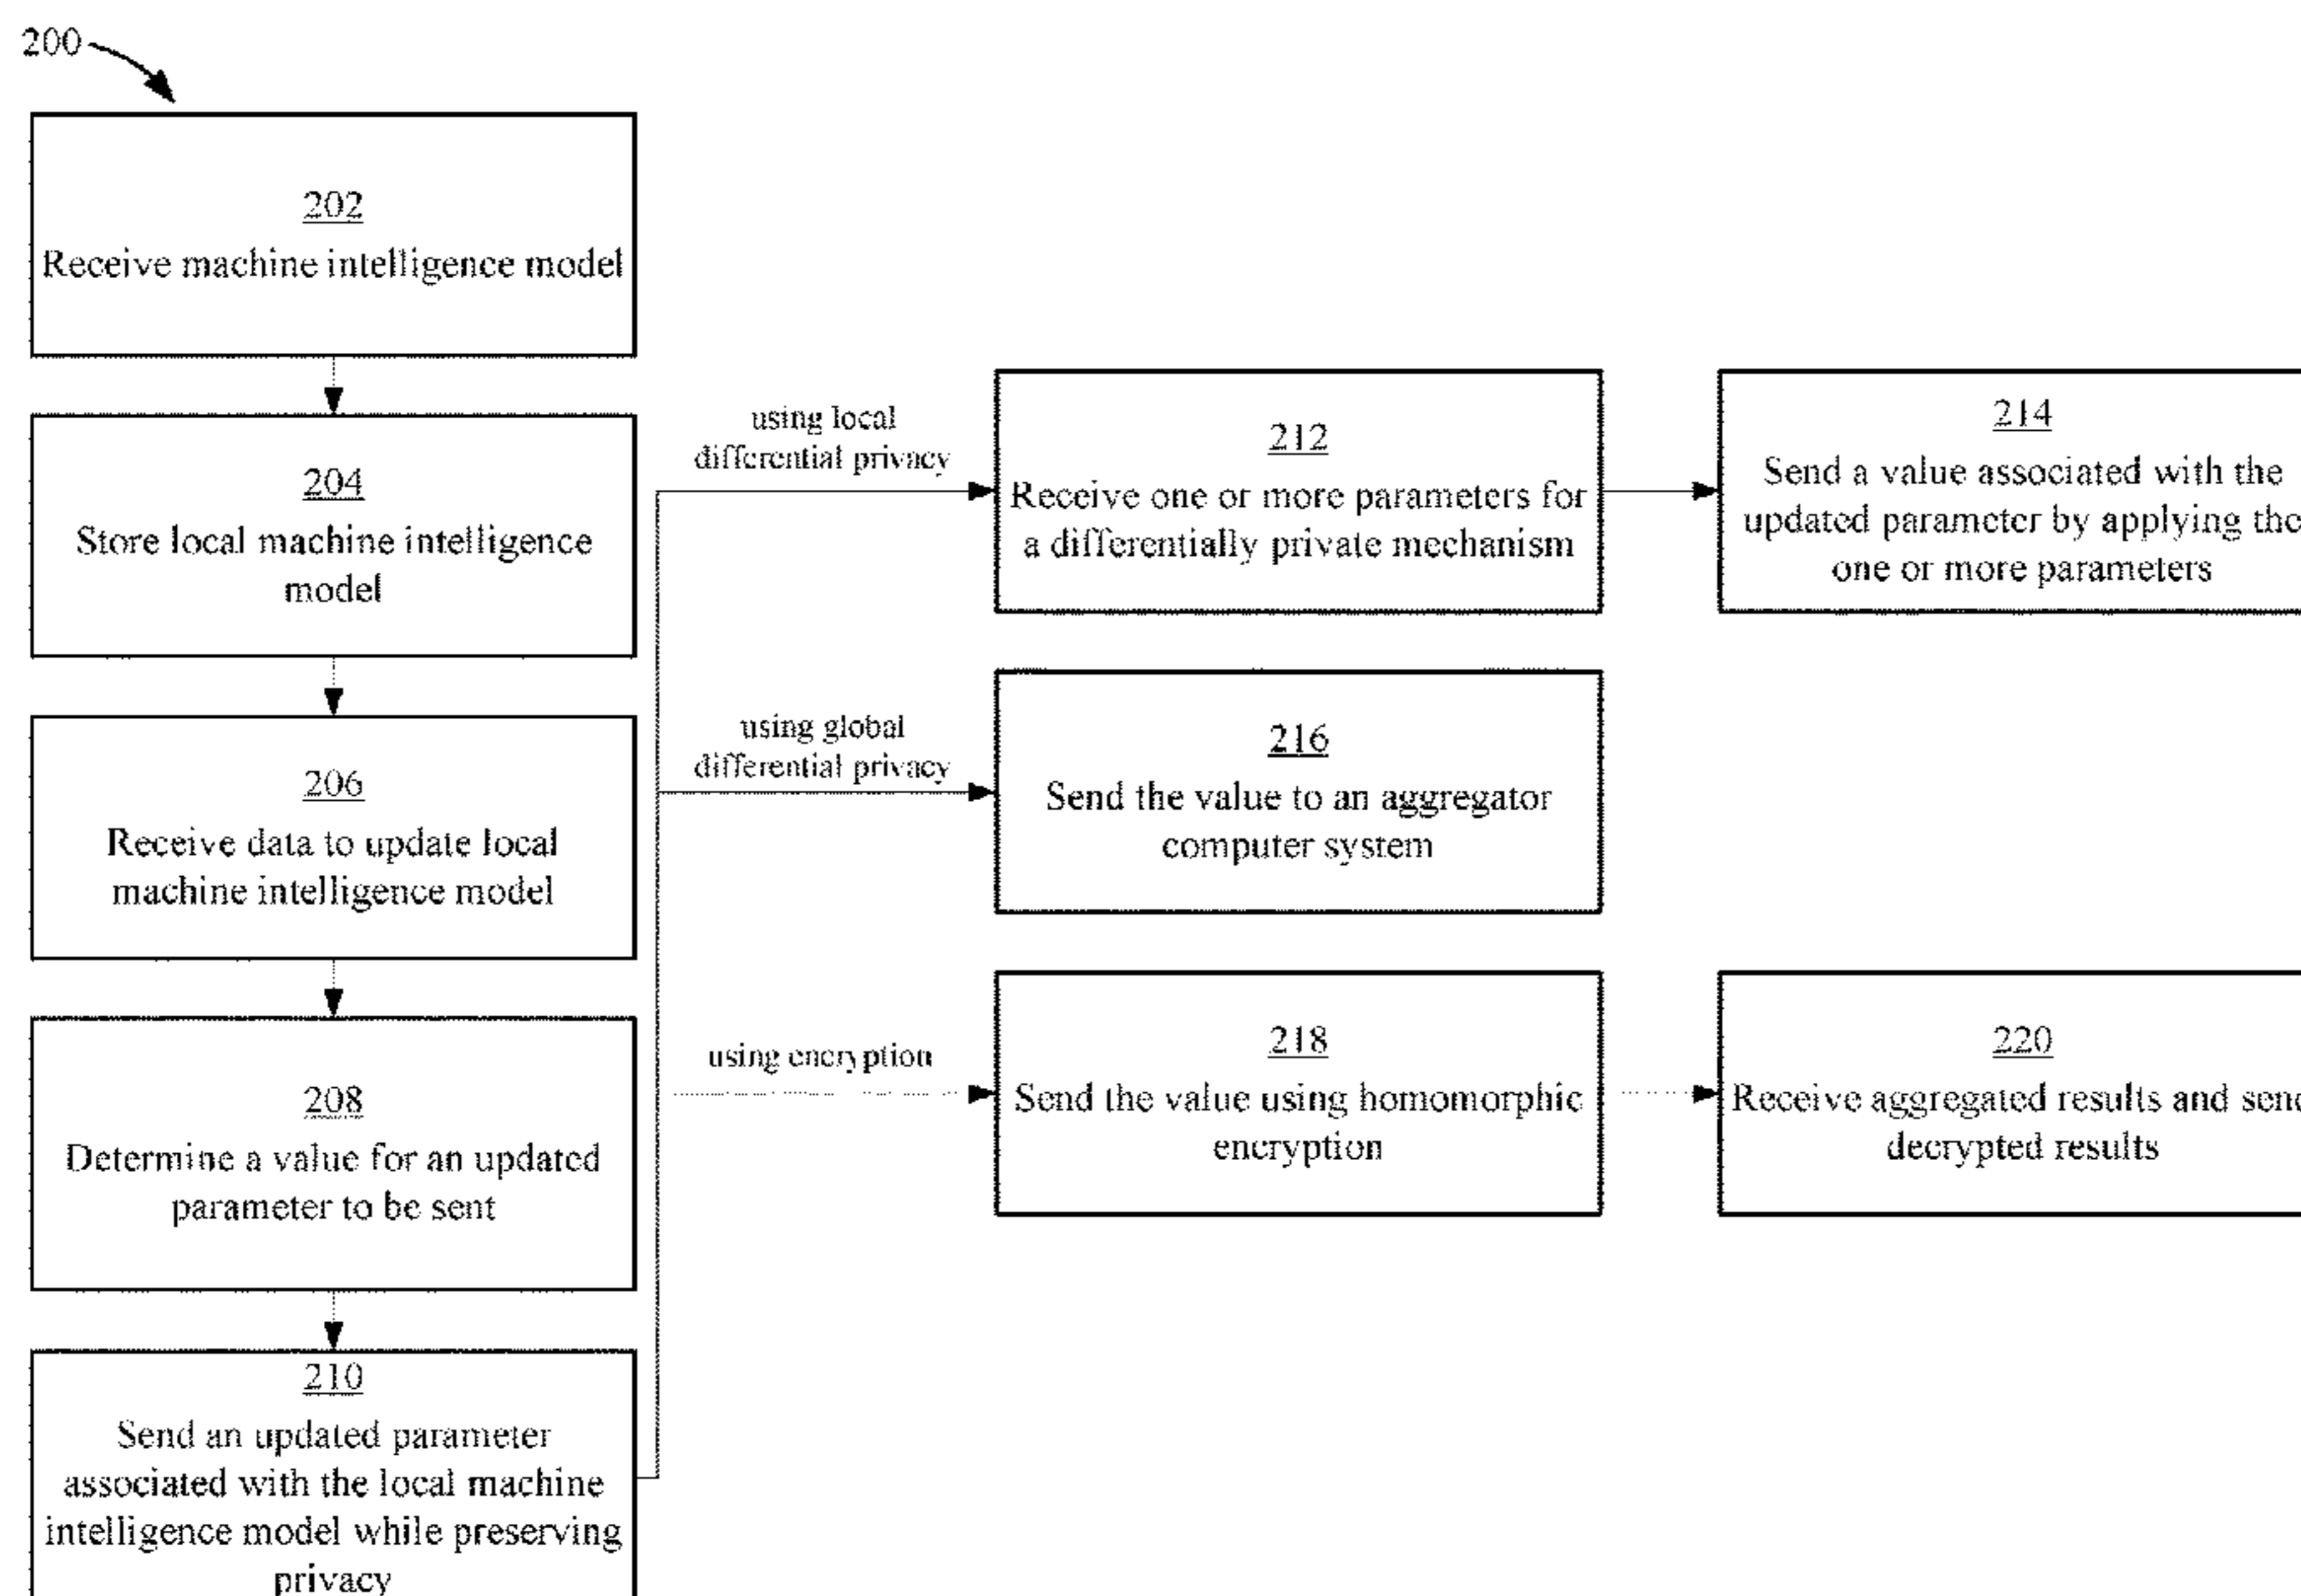 200
202
Receive machine intelligence model
204
Store local machine intelligence
model
206
Receive data to update local
machine intelligence model
208
Determine a value for an updated
parameter to be sent
210
Send an updated parameter
associated with the local machine
intelligence model while preserving
privacy
using local
differential privacy
212
Receive one or more parameters for
a differentially private mechanism
214
Send a value associated with the
updated parameter by applying the
one or more parameters
using global
differential privacy
216
Send the value to an aggregator
computer system
using encryption
218
Send the value using homomorphic
encryption
220
Receive aggregated results and send
decrypted results